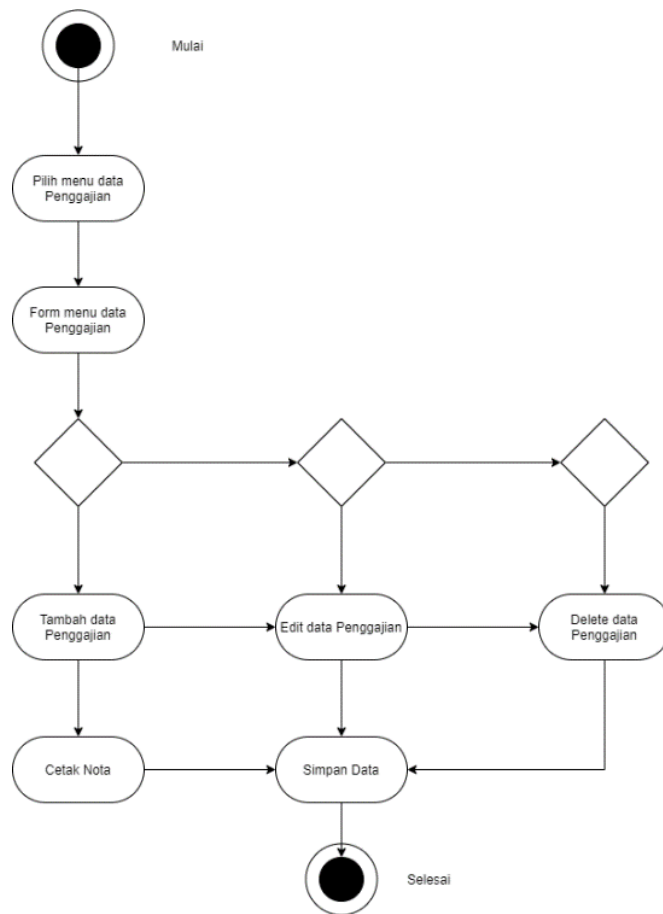 Mulai
Pilih menu data
Penggajian
Form menu data
Penggajian
Tambah data
Penggajian
Edit data Penggajian
Delete data
Penggajian
Cetak Nota
Simpan Data
Selesai